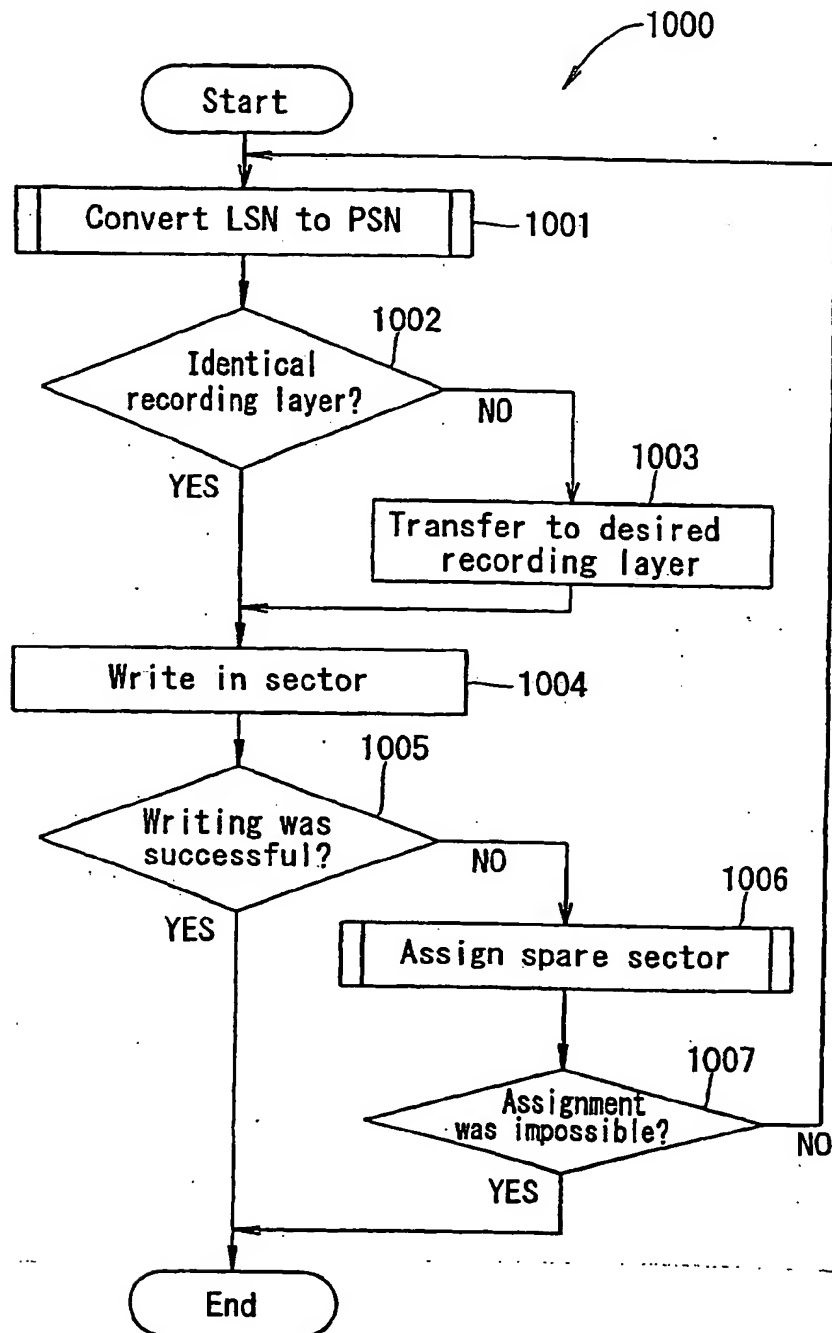 1000
Start
Convert LSN to PSN
1001
1002
Identical
recording layer?
NO
YES
1003
Transfer to desired
recording layer
Write in sector
1004
1005
Writing was
successful?
NO
YES
1006
Assign spare sector
1007
Assignment
was impossible?
NO
YES
End